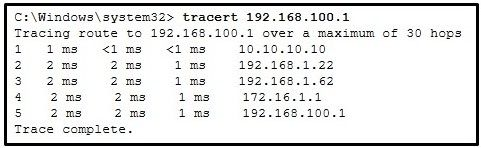 C:\Windows\system32> tracert 192.168.100.1
Tracing route to 192.168.100.1 over a maximum of 30 hops
1 1 ms <1 ms <1 ms 10.10.10.10
2 2 ms 2 ms 1 ms 192.168.1.22
3 2 ms 2 ms 1 ms 192.168.1.62
4 2 ms 2 ms 1 ms 172.16.1.1
5 2 ms 2 ms 1 ms 192.168.100.1
Trace complete.